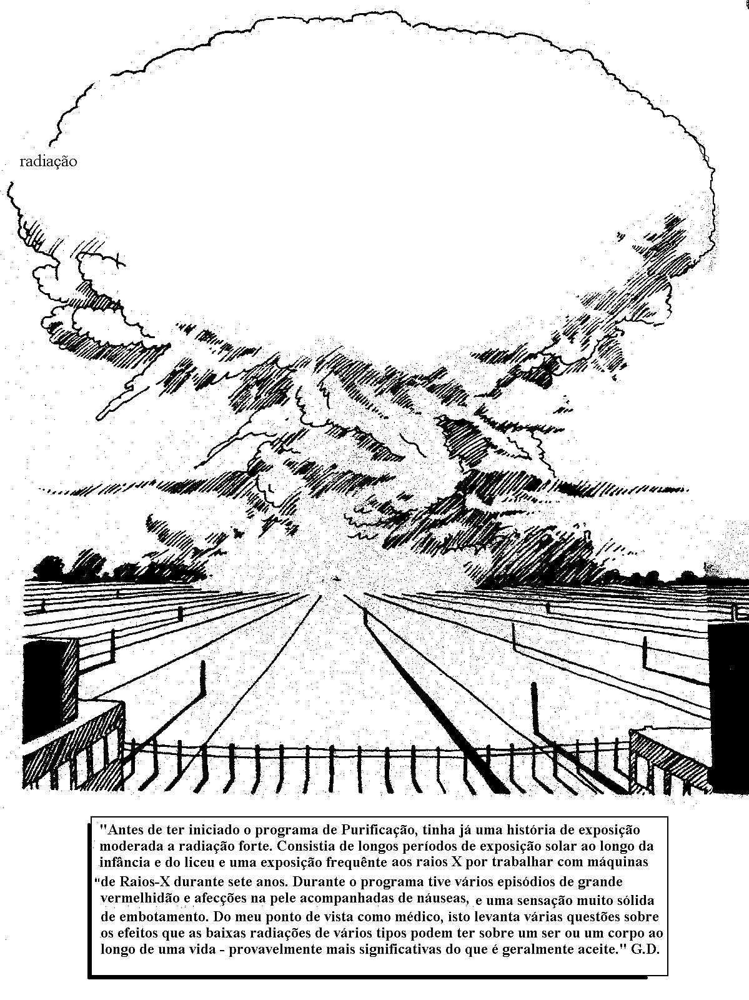 radiação
"Antes de ter iniciado o programa de Purificação, tinha já uma história de exposição
moderada a radiação forte. Consistia de longos períodos de exposição solar ao longo da
infância e do liceu e uma exposição frequênte aos raios X por trabalhar com máquinas
"de Raios-X durante sete anos. Durante o programa tive vários episódios de grande
vermelhidão e afecções na pele acompanhadas de náuseas, e uma sensação muito sólida
de embotamento. Do meu ponto de vista como médico, isto levanta várias questões sobre
os efeitos que as baixas radiações de vários tipos podem ter sobre um ser ou um corpo ao
longo de uma vida - provavelmente mais significativas do que é geralmente aceite." G.D.